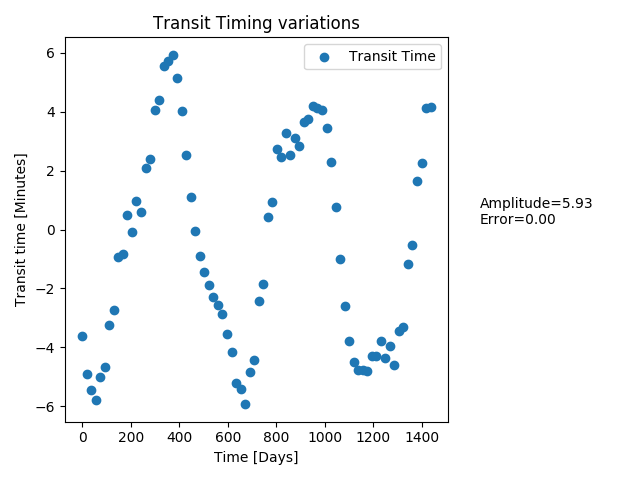 Transit Timing variations
Transit Time
6
4
2
0
−2
−4
−6
Transit time [Minutes]
0 200 400 600 800 1000 1200 1400
Time [Days]
Amplitude=5.93
Error=0.00